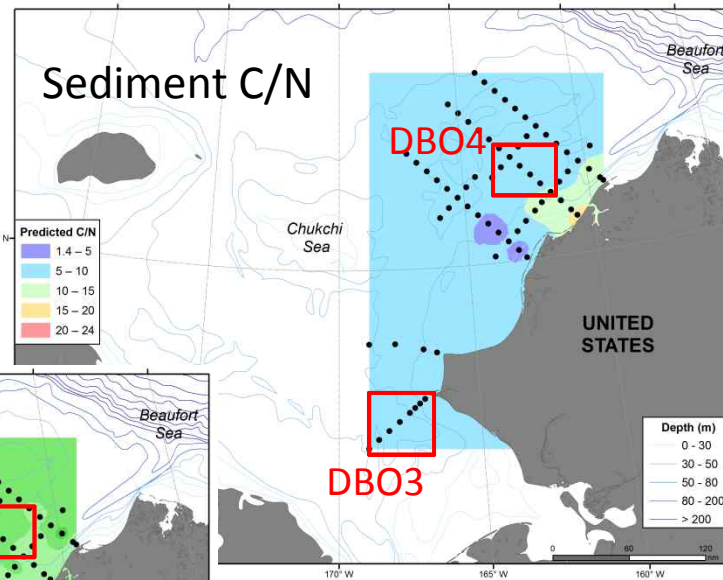 Sediment C/N
Beaufort
Sea
DBO4
Predicted C/N
1.4 – 5
5 – 10
10 – 15
15 – 20
20 – 24
N
Chukchi
Sea
UNITED
STATES
Beaufort
Sea
DBO3
Depth (m)
0 - 30
30 - 50
50 - 80
80 - 200
> 200
0 60 120
nm
170° W
165° W
160° W